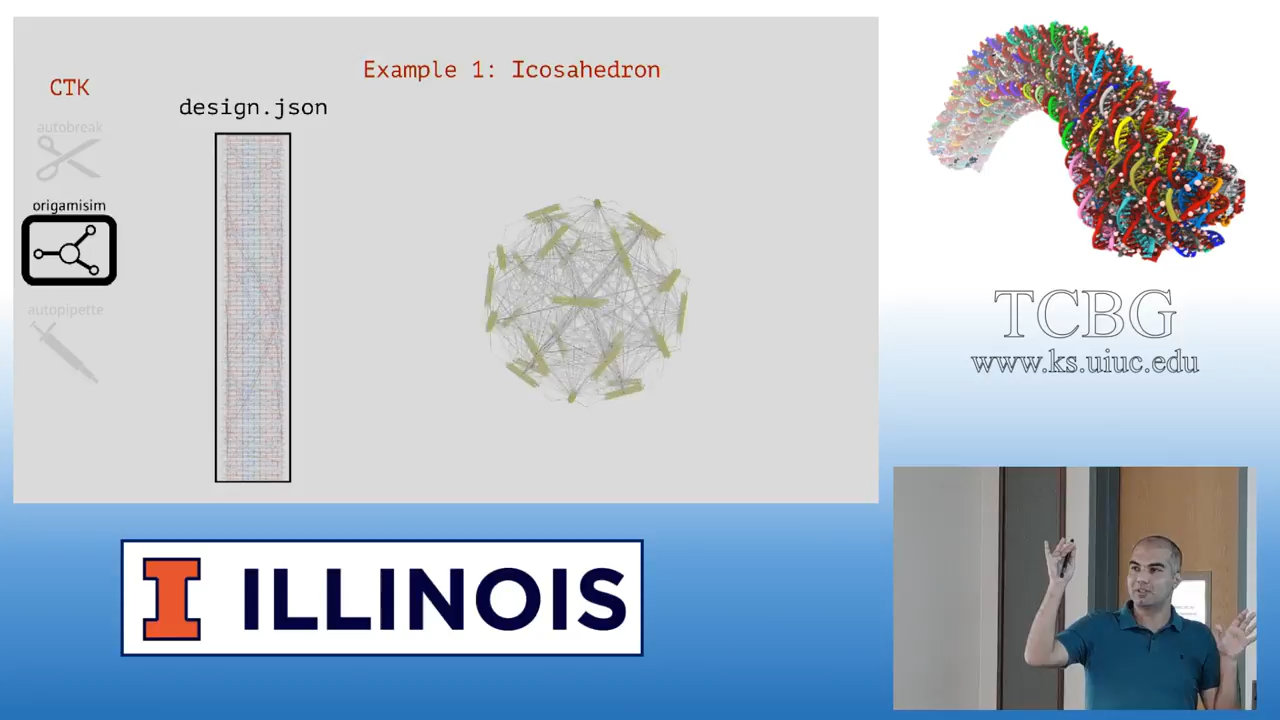 Example 1: Icosahedron
CTK
design.json
autobreak
origamisim
autopipette
TCBG
www.ks.uiuc.edu
I ILLINOIS